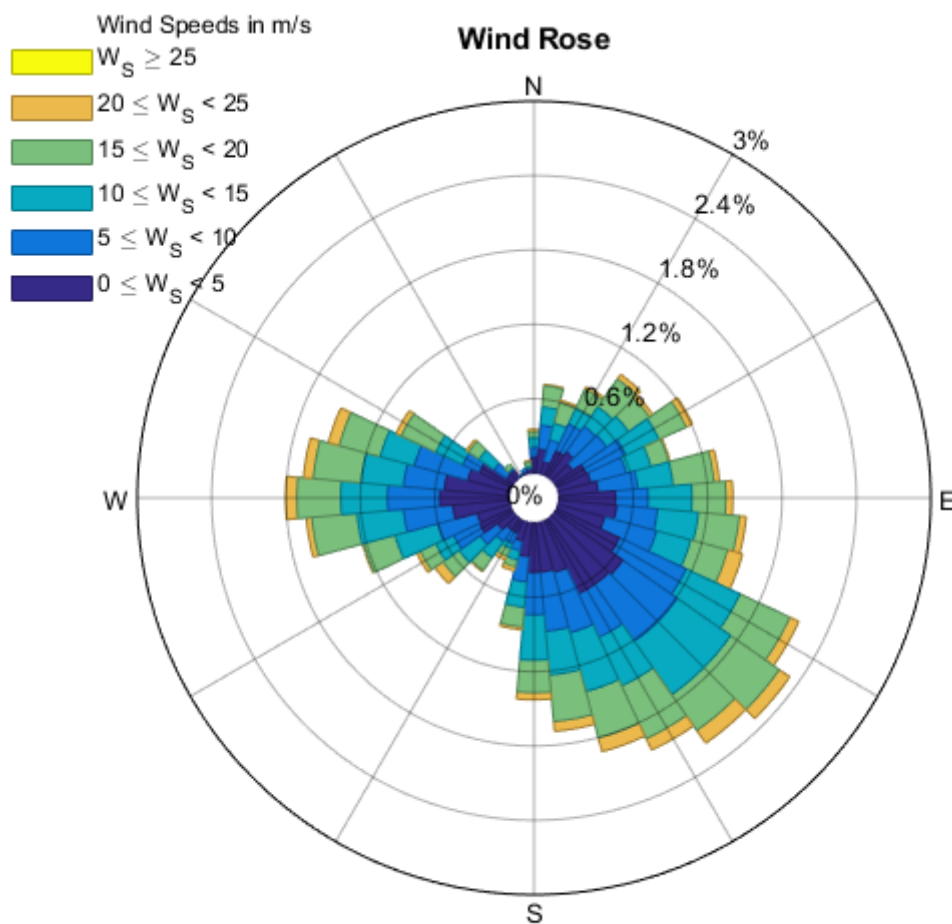 Wind Speeds in m/s
W_S ≥ 25
20 ≤ W_S < 25
15 ≤ W_S < 20
10 ≤ W_S < 15
5 ≤ W_S < 10
0 ≤ W_S < 5
Wind Rose
N
3%
2.4%
1.8%
1.2%
0.6%
0%
W
E
S